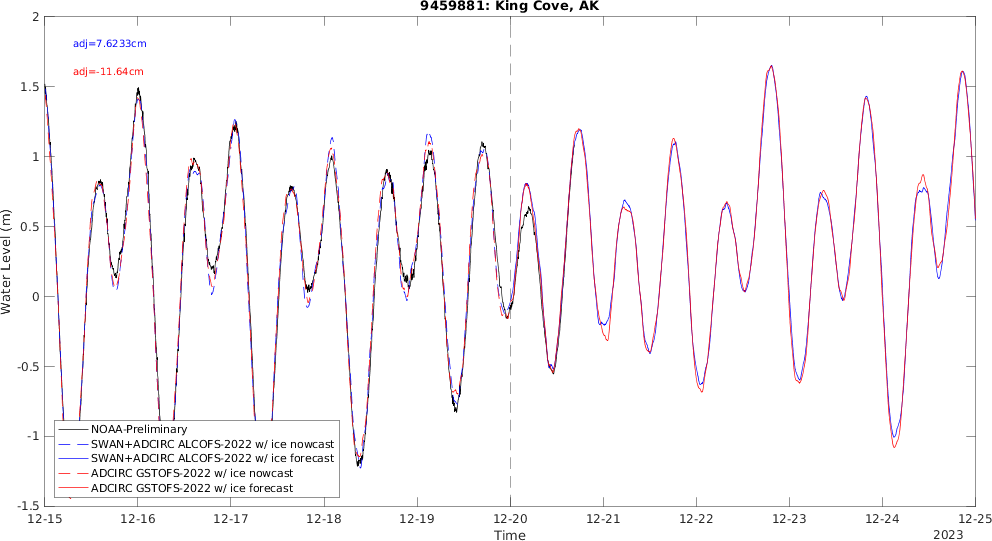 9459881: King Cove, AK
adj=7.6233cm
adj=-11.64cm
Water Level (m)
2
1.5
1
0.5
0
-0.5
-1
-1.5
NOAA-Preliminary
SWAN+ADCIRC ALCOFS-2022 w/ ice nowcast
SWAN+ADCIRC ALCOFS-2022 w/ ice forecast
ADCIRC GSTOFS-2022 w/ ice nowcast
ADCIRC GSTOFS-2022 w/ ice forecast
12-15 12-16 12-17 12-18 12-19 12-20 12-21 12-22 12-23 12-24 12-25
Time
2023